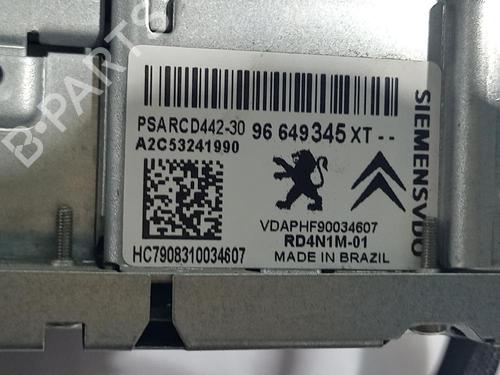 PSARCD442-30 96 649345 XT--
A2C53241990
SIEMENSVDO
VDAPHF90034607
RD4N1M-01
HC7908310034607 MADE IN BRAZIL
B-PARTS